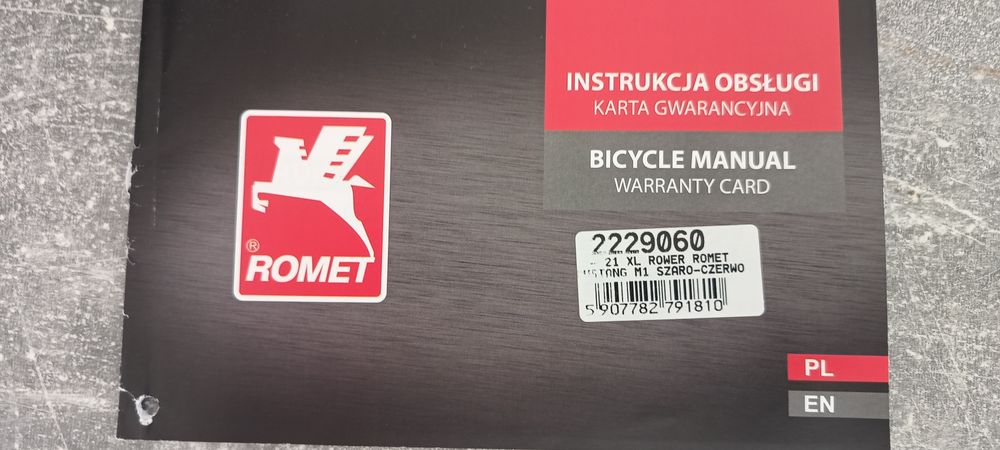 INSTRUKCJA OBSŁUGI
KARTA GWARANCYJNA
BICYCLE MANUAL
WARRANTY CARD
® ROMET
2229060
21 XL ROWER ROMET
M1 SZARO-CZERWO
5 907782 791810
PL
EN